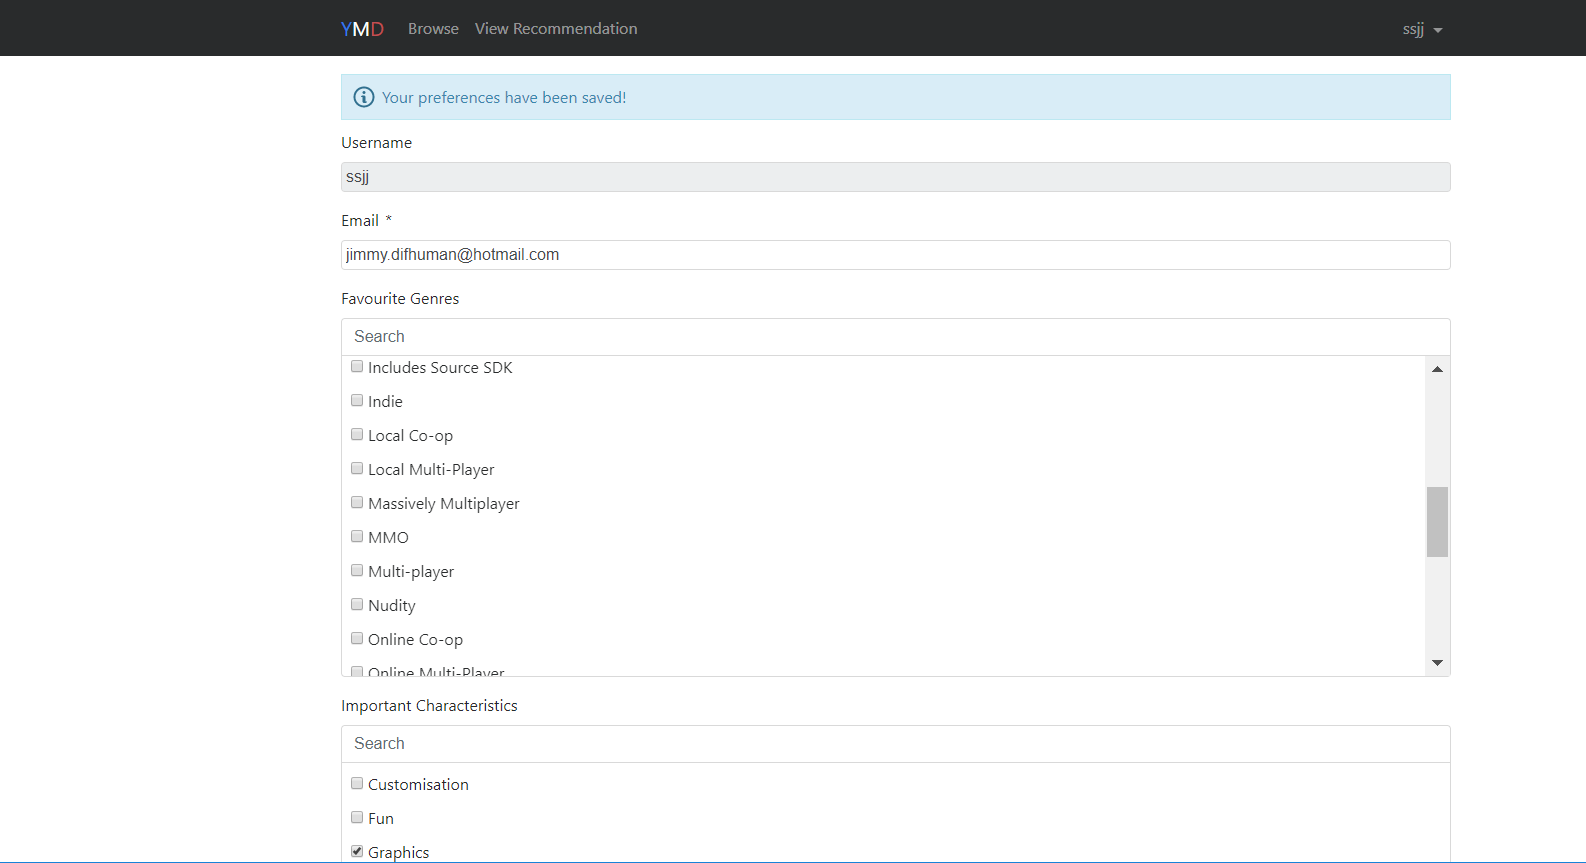 YMD Browse View Recommendation ssjj
Your preferences have been saved!
Username
ssjj
Email *
jimmy.difhuman@hotmail.com
Favourite Genres
Search
Includes Source SDK
Indie
Local Co-op
Local Multi-Player
Massively Multiplayer
MMO
Multi-player
Nudity
Online Co-op
Online Multi-Player
Important Characteristics
Search
Customisation
Fun
Graphics